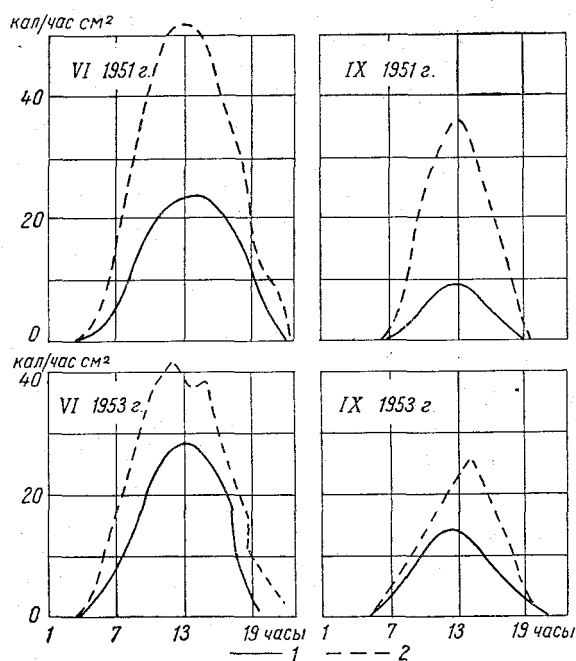 кал/час см²
VI 1951 г.
IX 1951 г.
40
20
0
кал/час см²
40
VI 1953 г.
IX 1953 г
20
0
1 7 13 19 часы 1 7 13 19 часы
1 2